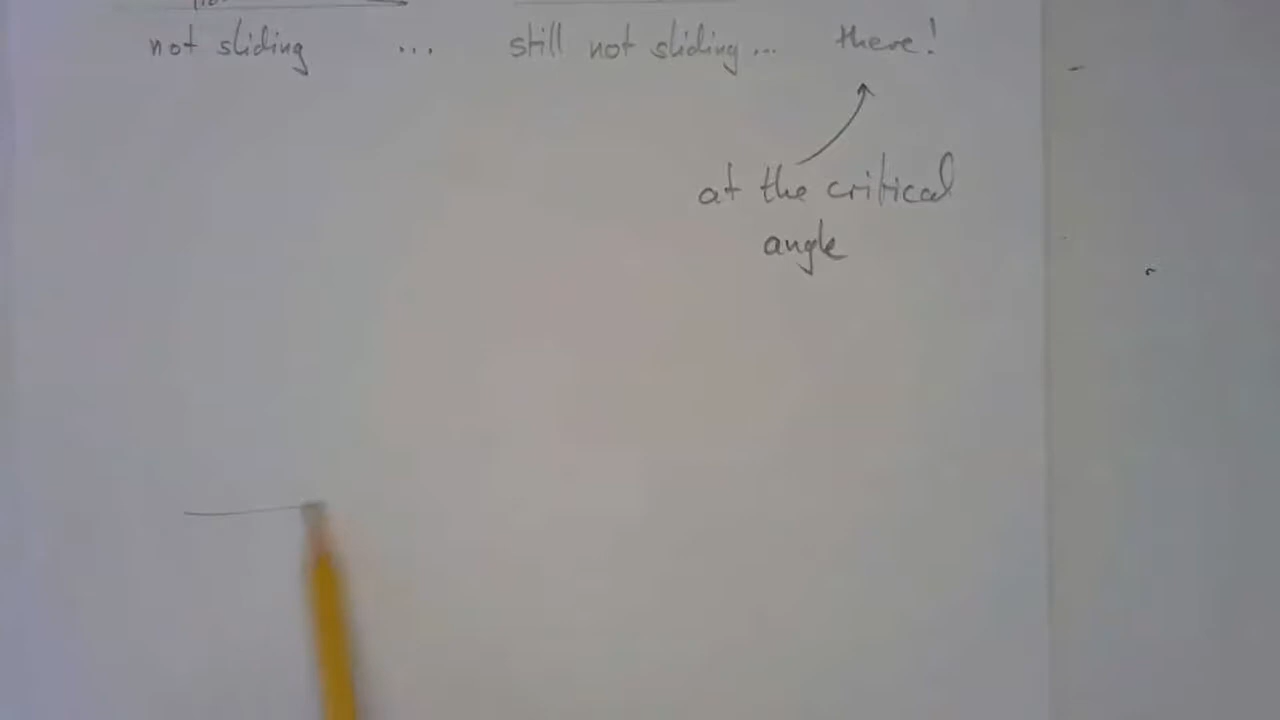 not sliding ... still not sliding... there!
at the critical
angle